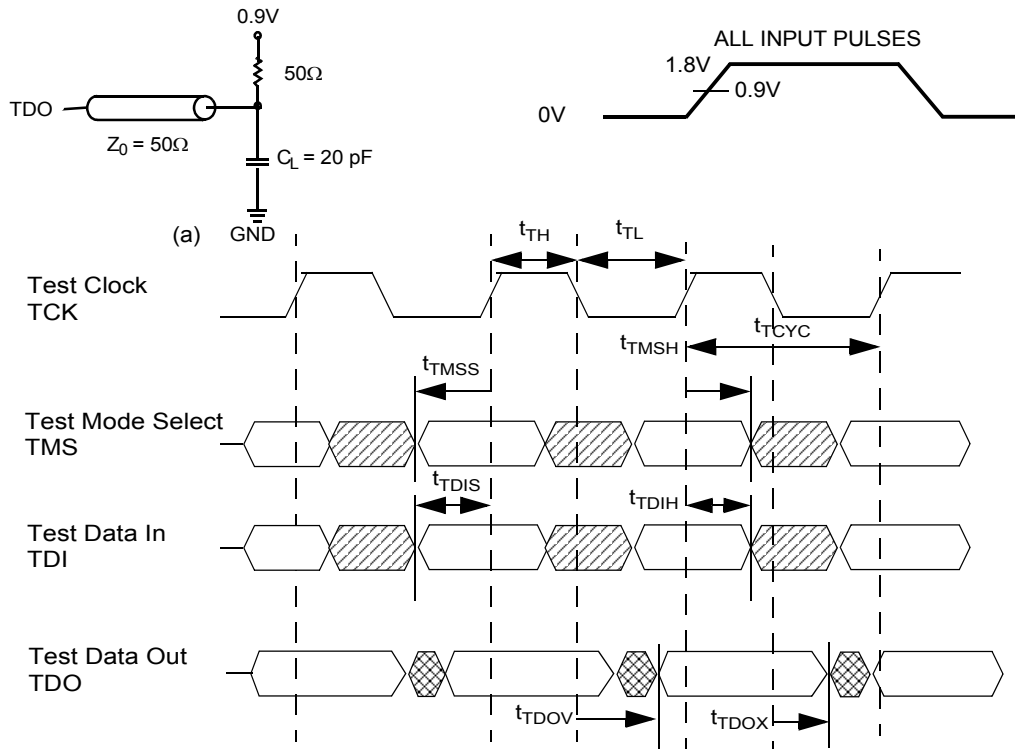 0.9V
ALL INPUT PULSES
50Ω
1.8V
0.9V
TDO
0V
Z0 = 50Ω
CL = 20 pF
(a)
GND
tTH
tTL
Test Clock
TCK
tTCYC
tTMSH
tTMSS
Test Mode Select
TMS
tTDIS
tTDIH
Test Data In
TDI
Test Data Out
TDO
tTDOV
tTDOX